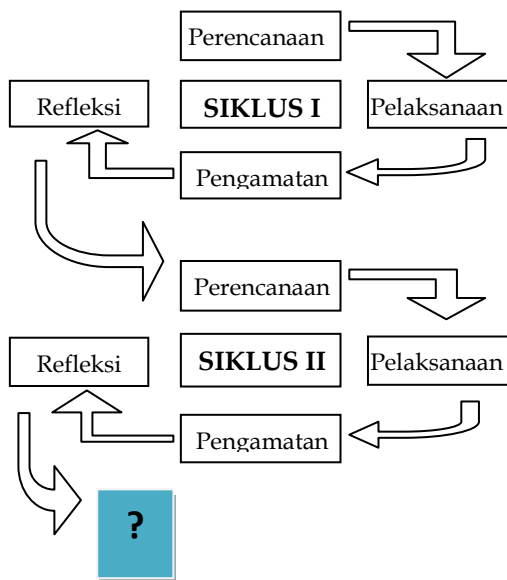 Perencanaan
Refleksi
SIKLUS I
Pelaksanaan
Pengamatan
Perencanaan
Refleksi
SIKLUS II
Pelaksanaan
Pengamatan
?